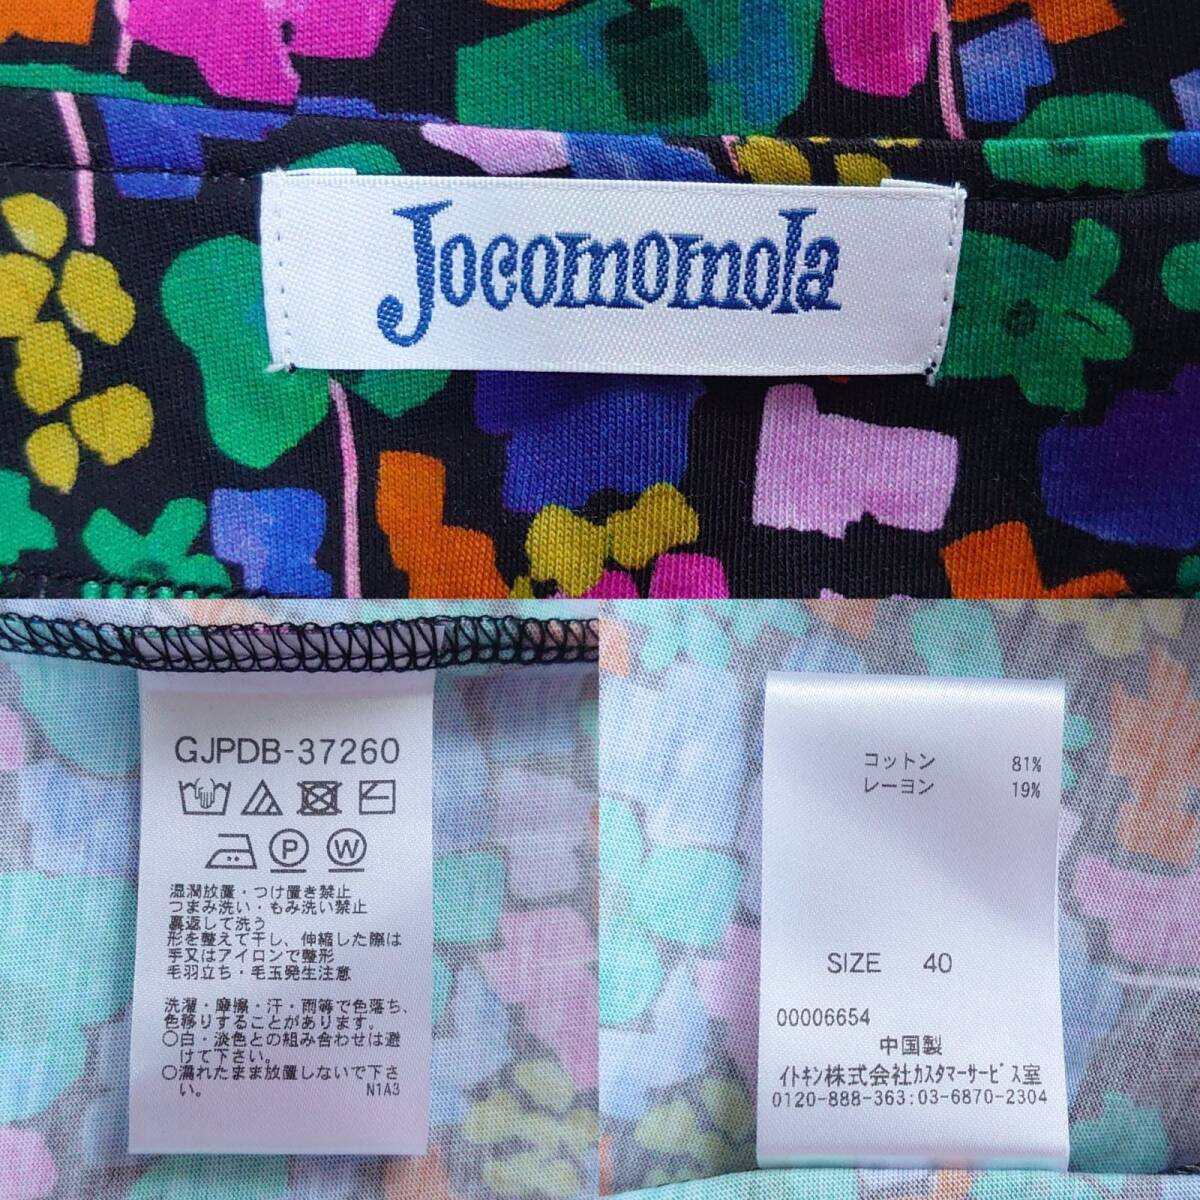 Jocomomola
GJPDB-37260
P W
湿潤放置・つけ置き禁止
つまみ洗い・もみ洗い禁止
裏返して洗う
形を整えて干し、伸縮した際は
手又はアイロンで整形
毛羽立ち・毛玉発生注意
洗濯・摩擦・汗・雨等で色落ち、
色移りすることがあります。
○白・淡色との組み合わせは避
けて下さい。
○濡れたまま放置しないで下さ
い。 N1A3
コットン 81%
レーヨン 19%
SIZE 40
00006654
中国製
イトキン株式会社カスタマーサービス室
0120-888-363:03-6870-2304